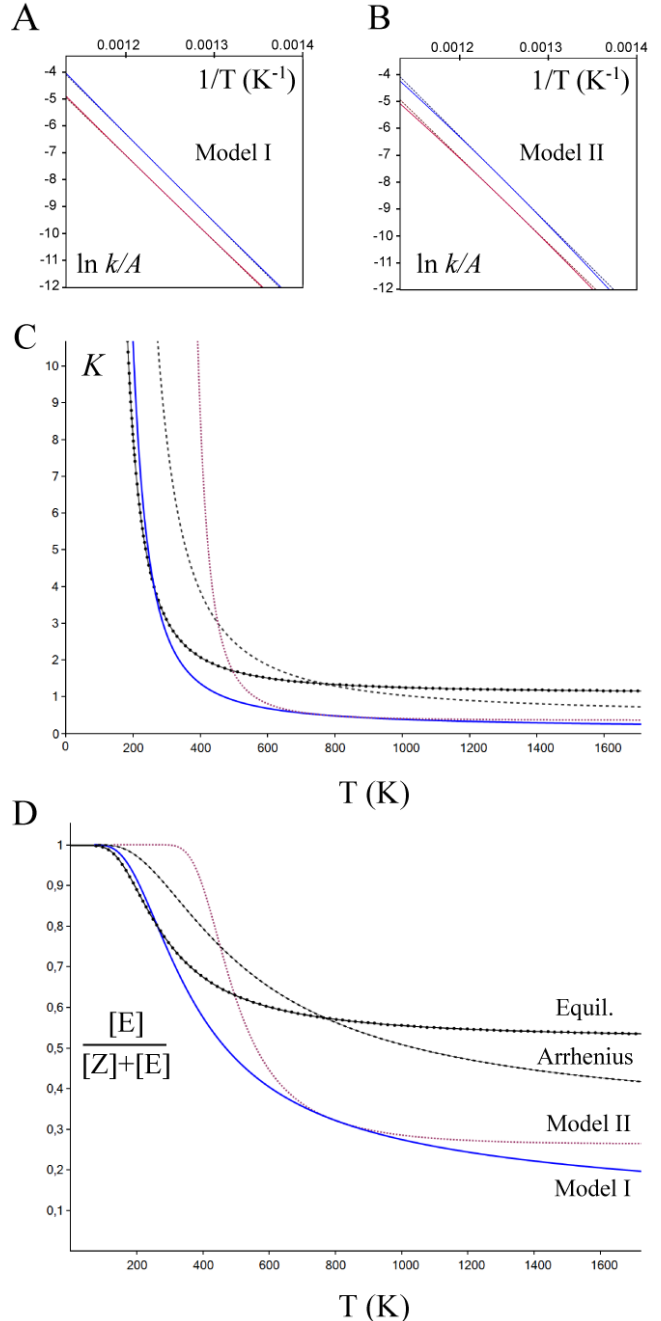 A
0.0012 0.0013 0.0014
1/T (K⁻¹)
-4
-5
-6
-7
-8
-9
-10
-11
-12
Model I
ln k/A
B
0.0012 0.0013 0.0014
1/T (K⁻¹)
-4
-5
-6
-7
-8
-9
-10
-11
-12
Model II
ln k/A
C
K
10
9
8
7
6
5
4
3
2
1
0
0 200 400 600 800 1000 1200 1400 1600
T (K)
D
1
0,9
0,8
0,7
0,6
0,5
0,4
0,3
0,2
0,1
[E]
[Z]+[E]
Equil.
Arrhenius
Model II
Model I
200 400 600 800 1000 1200 1400 1600
T (K)